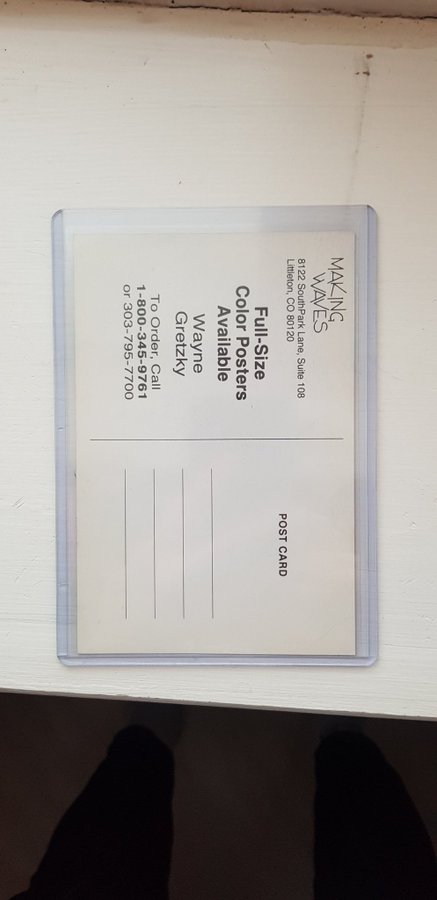 MAKING
WAVES
8122 SouthPark Lane, Suite 108
Littleton, CO 80120
Full-Size
Color Posters
Available
Wayne
Gretzky
To Order, Call
1-800-345-9761
or 303-795-7700
POST CARD